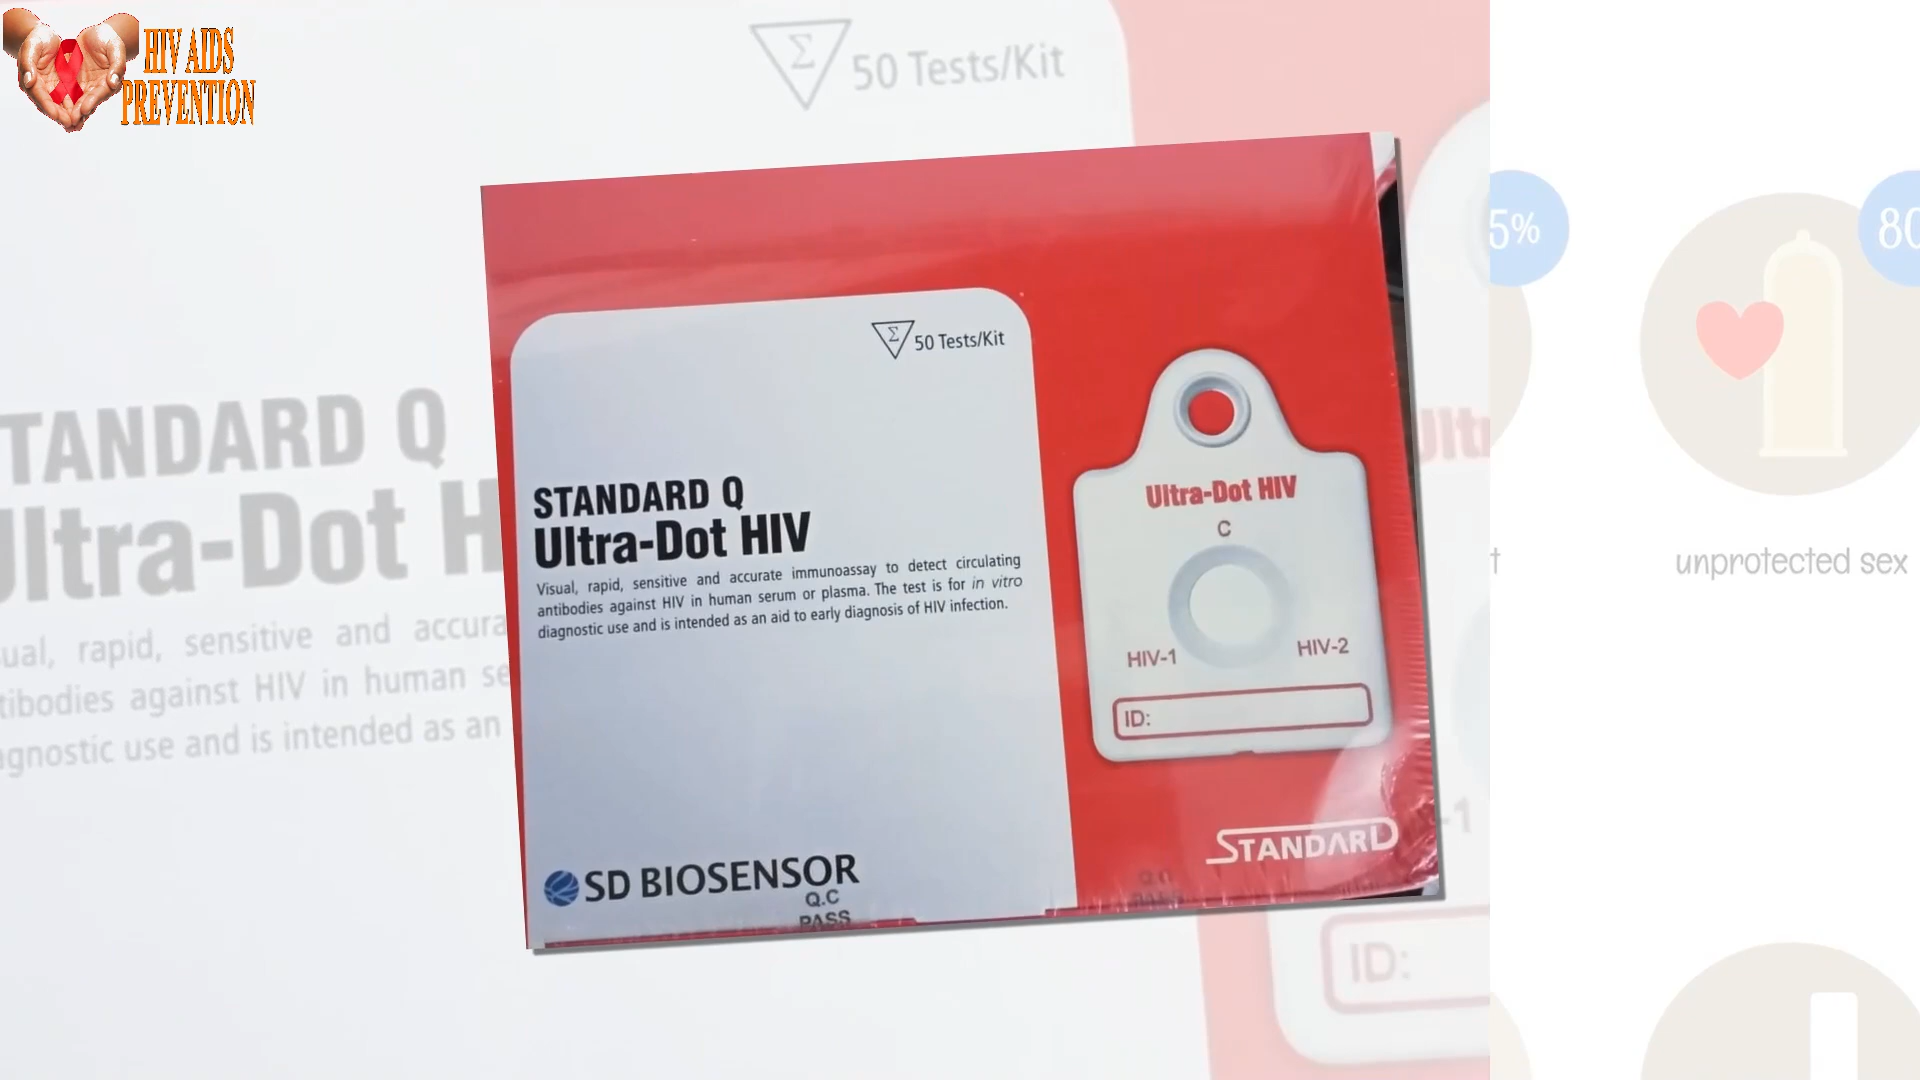 HIV AIDS
PREVENTION
50 Tests/Kit
5%
80
unprotected sex
50 Tests/Kit
STANDARD Q
Ultra-Dot HIV
Visual, rapid, sensitive and accurate immunoassay to detect circulating
antibodies against HIV in human serum or plasma. The test is for in vitro
diagnostic use and is intended as an aid to early diagnosis of HIV infection.
Ultra-Dot HIV
C
HIV-1
HIV-2
ID:
STANDARD
SD BIOSENSOR
Q.C
PASS
TANDARD Q
Ultra-Dot H
ual, rapid, sensitive and accura
tibodies against HIV in human se
agnostic use and is intended as an
Ultr
-1
ID: